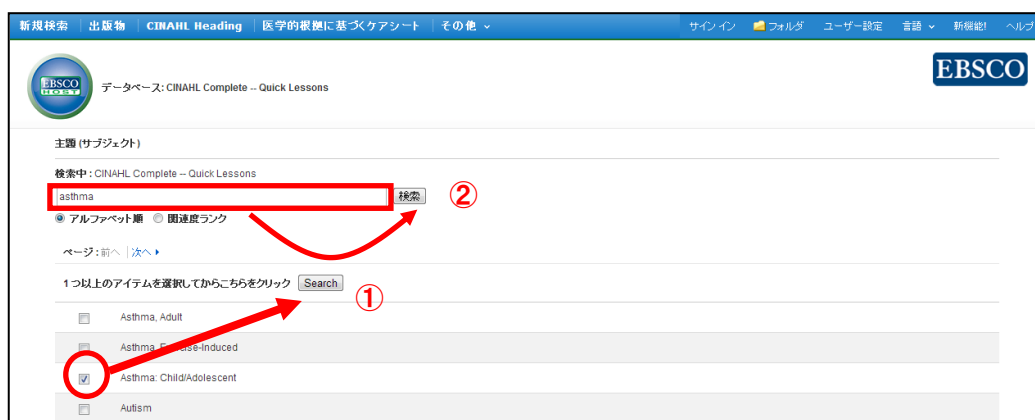 新規検索 出版物 CINAHL Heading 医学的根拠に基づくケアシート その他 サインイン フォルダ ユーザー設定 言語 新機能! ヘルプ
EBSCO HOST データベース: CINAHL Complete -- Quick Lessons EBSCO
主題 (サブジェクト)
検索中 : CINAHL Complete -- Quick Lessons
asthma 検索 ②
アルファベット順 関連度ランク
ページ : 前へ 次へ
1つ以上のアイテムを選択してからこちらをクリック Search ①
Asthma, Adult
Asthma, Exercise-Induced
Asthma: Child/Adolescent
Autism